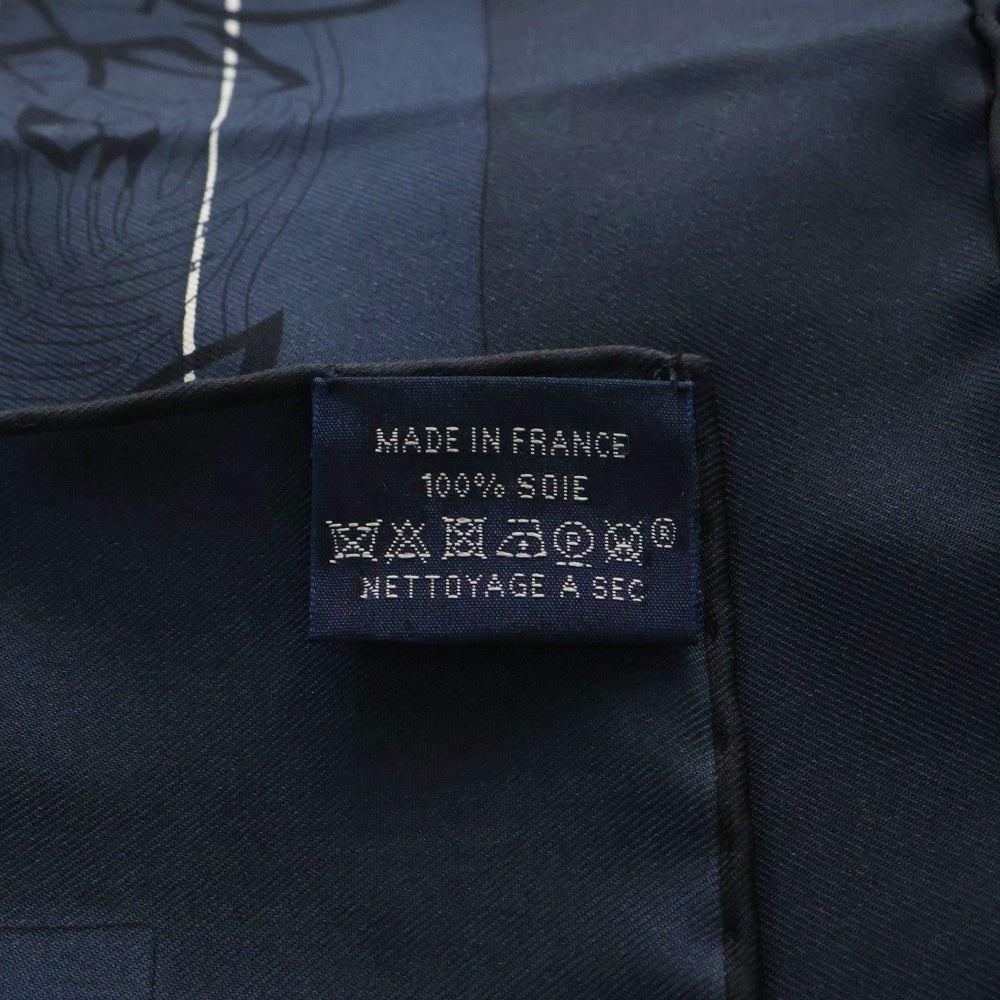 MADE IN FRANCE
100% SOIE
P W ®
NETTOYAGE A SEC